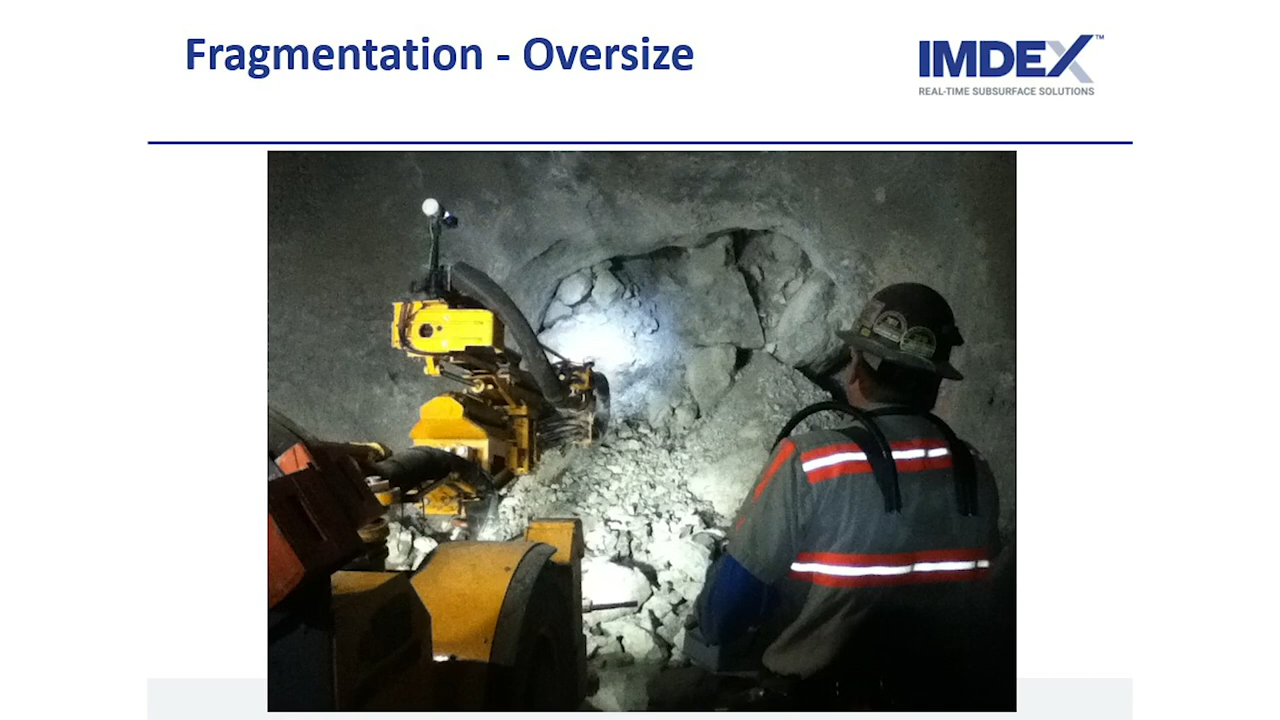 Fragmentation - Oversize
IMDEX™
REAL-TIME SUBSURFACE SOLUTIONS